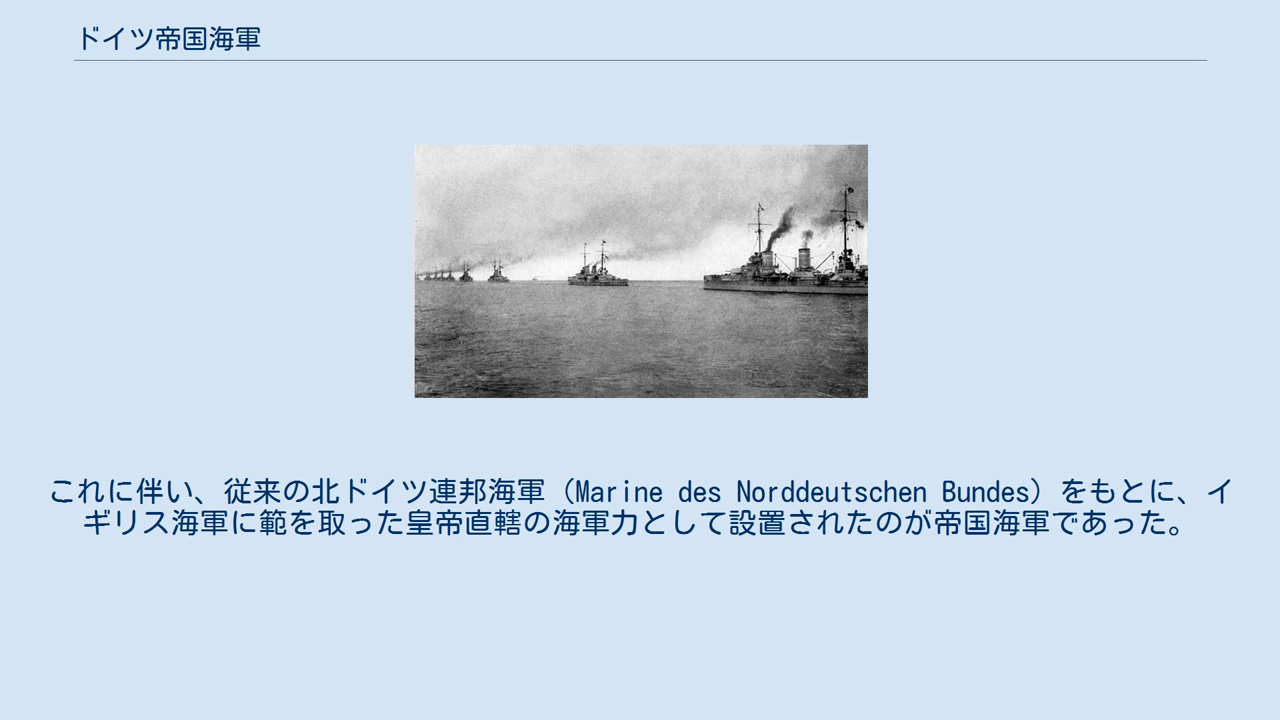 ドイツ帝国海軍
これに伴い、従来の北ドイツ連邦海軍（Marine des Norddeutschen Bundes）をもとに、イ
ギリス海軍に範を取った皇帝直轄の海軍力として設置されたのが帝国海軍であった。